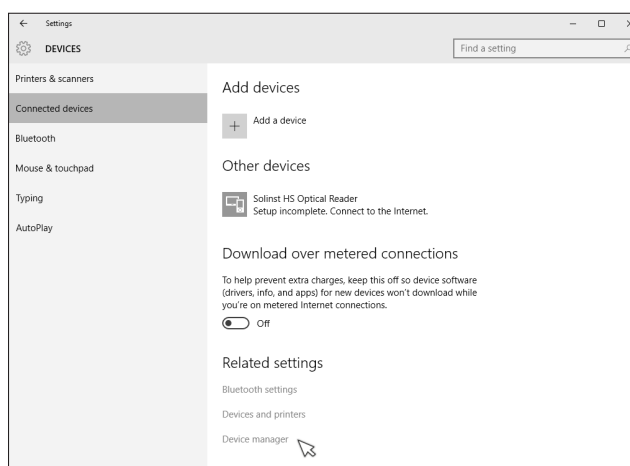 Settings
DEVICES
Find a setting
Printers & scanners
Connected devices
Bluetooth
Mouse & touchpad
Typing
AutoPlay
Add devices
Add a device
Other devices
Solinst HS Optical Reader
Setup incomplete. Connect to the Internet.
Download over metered connections
To help prevent extra charges, keep this off so device software
(drivers, info, and apps) for new devices won't download while
you're on metered Internet connections.
Off
Related settings
Bluetooth settings
Devices and printers
Device manager